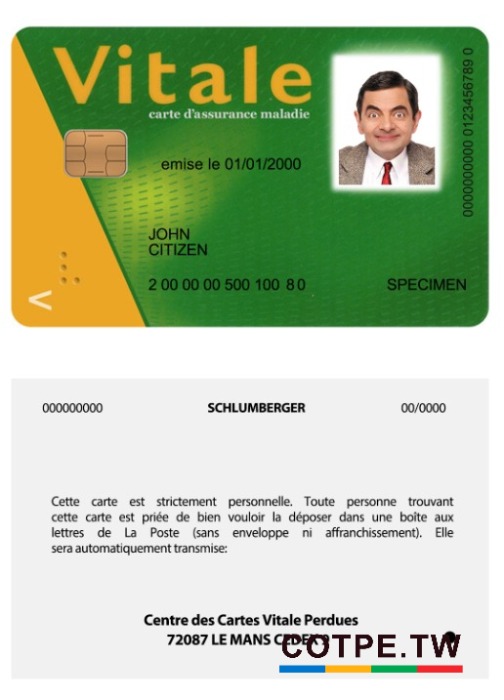 Vitale
carte d'assurance maladie
emise le 01/01/2000
0000000000 0123456789 0
JOHN
CITIZEN
2 00 00 00 500 100 80
SPECIMEN
000000000 SCHLUMBERGER 00/0000
Cette carte est strictement personnelle. Toute personne trouvant
cette carte est priée de bien vouloir la déposer dans une boîte aux
lettres de La Poste (sans enveloppe ni affranchissement). Elle
sera automatiquement transmise:
Centre des Cartes Vitale Perdues
72087 LE MANS CEDEX 9
COTPE.TW